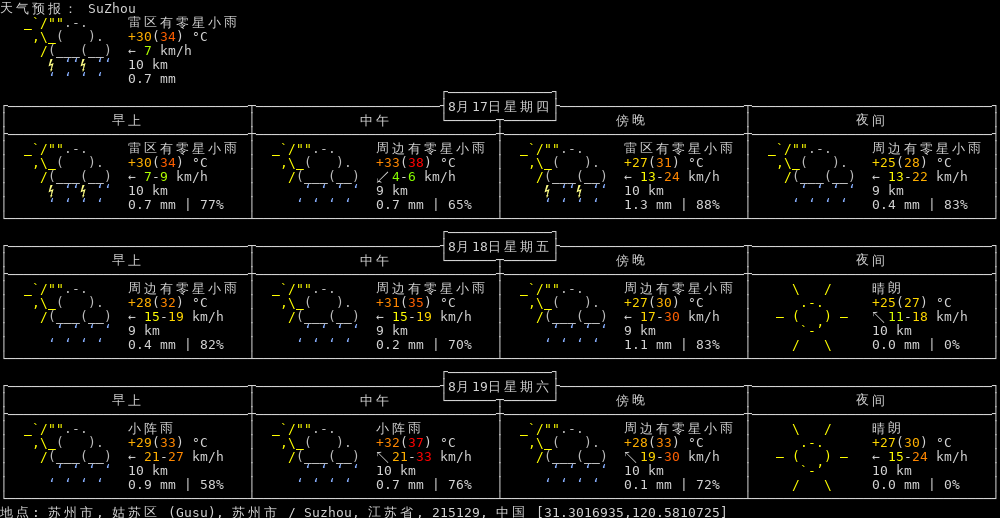 天气预报: SuZhou
雷区有零星小雨
+30(34) °C
← 7 km/h
10 km
0.7 mm
8月17日星期四
早上 中午 傍晚 夜间
雷区有零星小雨 周边有零星小雨 雷区有零星小雨 周边有零星小雨
+30(34) °C +33(38) °C +27(31) °C +25(28) °C
← 7-9 km/h ↙ 4-6 km/h ← 13-24 km/h ← 13-22 km/h
10 km 9 km 10 km 9 km
0.7 mm | 77% 0.7 mm | 65% 1.3 mm | 88% 0.4 mm | 83%
8月18日星期五
早上 中午 傍晚 夜间
周边有零星小雨 周边有零星小雨 周边有零星小雨 晴朗
+28(32) °C +31(35) °C +27(30) °C +25(27) °C
← 15-19 km/h ← 15-19 km/h ← 17-30 km/h ↖ 11-18 km/h
9 km 9 km 9 km 10 km
0.4 mm | 82% 0.2 mm | 70% 1.1 mm | 83% 0.0 mm | 0%
8月19日星期六
早上 中午 傍晚 夜间
小阵雨 小阵雨 周边有零星小雨 晴朗
+29(33) °C +32(37) °C +28(33) °C +27(30) °C
← 21-27 km/h ↖ 21-33 km/h ↖ 19-30 km/h ← 15-24 km/h
10 km 10 km 10 km 10 km
0.9 mm | 58% 0.7 mm | 76% 0.1 mm | 72% 0.0 mm | 0%
地点: 苏州市, 姑苏区 (Gusu), 苏州市 / Suzhou, 江苏省, 215129, 中国 [31.3016935,120.5810725]